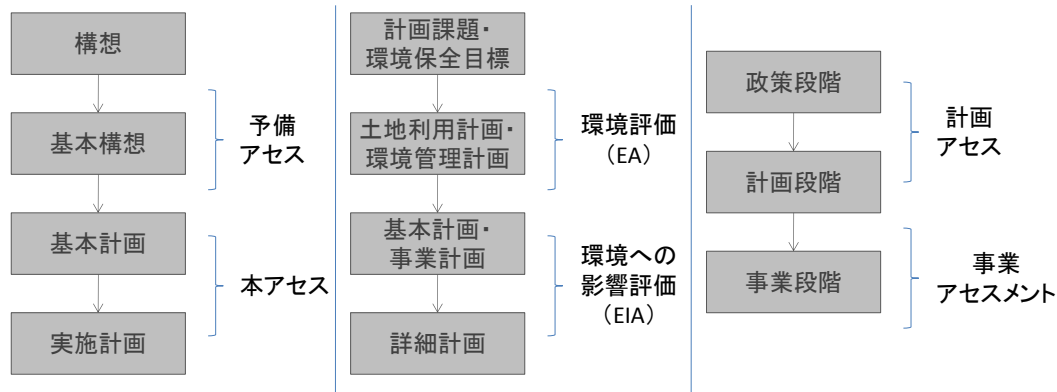 構想
基本構想
基本計画
実施計画
予備
アセス
本アセス
計画課題・
環境保全目標
土地利用計画・
環境管理計画
基本計画・
事業計画
詳細計画
環境評価
（EA）
環境への
影響評価
（EIA）
政策段階
計画段階
事業段階
計画
アセス
事業
アセスメント